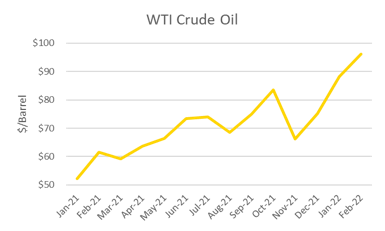 WTI Crude Oil
$/Barrel
$100
$90
$80
$70
$60
$50
Jan-21
Feb-21
Mar-21
Apr-21
May-21
Jun-21
Jul-21
Aug-21
Sep-21
Oct-21
Nov-21
Dec-21
Jan-22
Feb-22